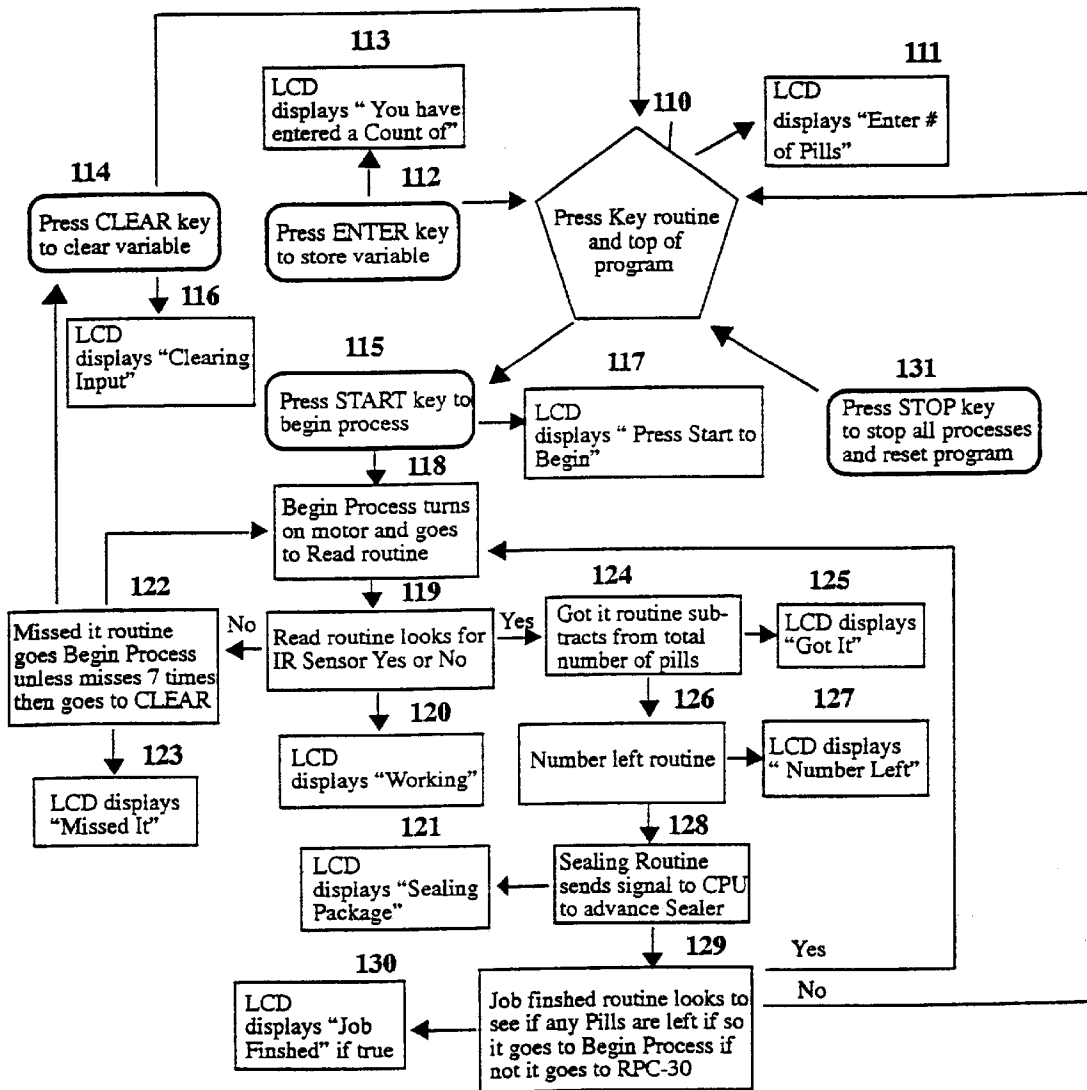 113
LCD
displays “ You have
entered a Count of”
111
LCD
displays “Enter #
of Pills”
110
Press Key routine
and top of
program
114
Press CLEAR key
to clear variable
112
Press ENTER key
to store variable
116
LCD
displays “Clearing
Input”
115
Press START key to
begin process
117
LCD
displays “ Press Start to
Begin”
131
Press STOP key
to stop all processes
and reset program
118
Begin Process turns
on motor and goes
to Read routine
122
Missed it routine
goes Begin Process
unless misses 7 times
then goes to CLEAR
No
119
Read routine looks for
IR Sensor Yes or No
Yes
124
Got it routine sub-
tracts from total
number of pills
125
LCD displays
“Got It”
123
LCD displays
“Missed It”
120
LCD
displays “Working”
126
Number left routine
127
LCD displays
“ Number Left”
121
LCD
displays “Sealing
Package”
128
Sealing Routine
sends signal to CPU
to advance Sealer
130
LCD
displays “Job
Finshed” if true
129
Job finshed routine looks to
see if any Pills are left if so
it goes to Begin Process if
not it goes to RPC-30
Yes
No